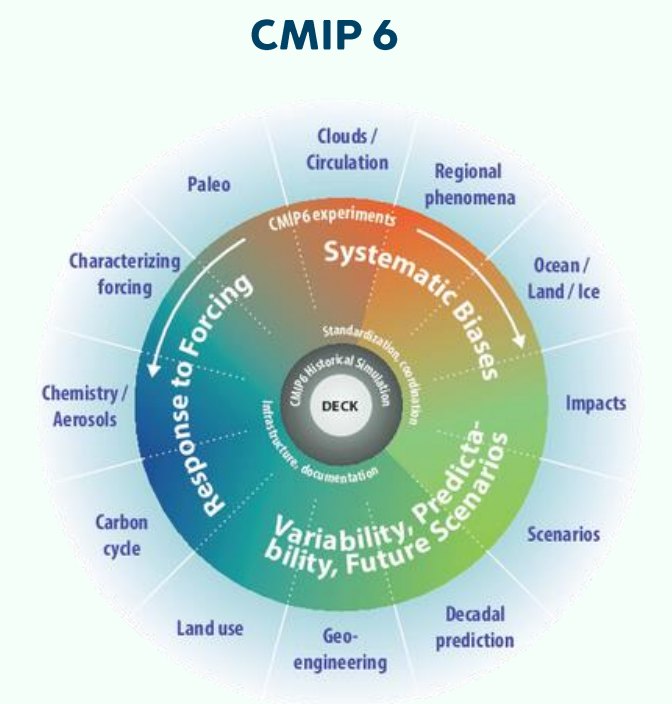 CMIP 6
Clouds /
Circulation
Regional
phenomena
Ocean /
Land / Ice
Impacts
Scenarios
Decadal
prediction
Geo-
engineering
Land use
Carbon
cycle
Chemistry /
Aerosols
Characterizing
forcing
Paleo
CMIP6 experiments
Systematic Biases
Variability, Predicta-
bility, Future Scenarios
Response to Forcing
Standardization, coordination
Infrastructure, documentation
CMIP6 Historical Simulation
DECK